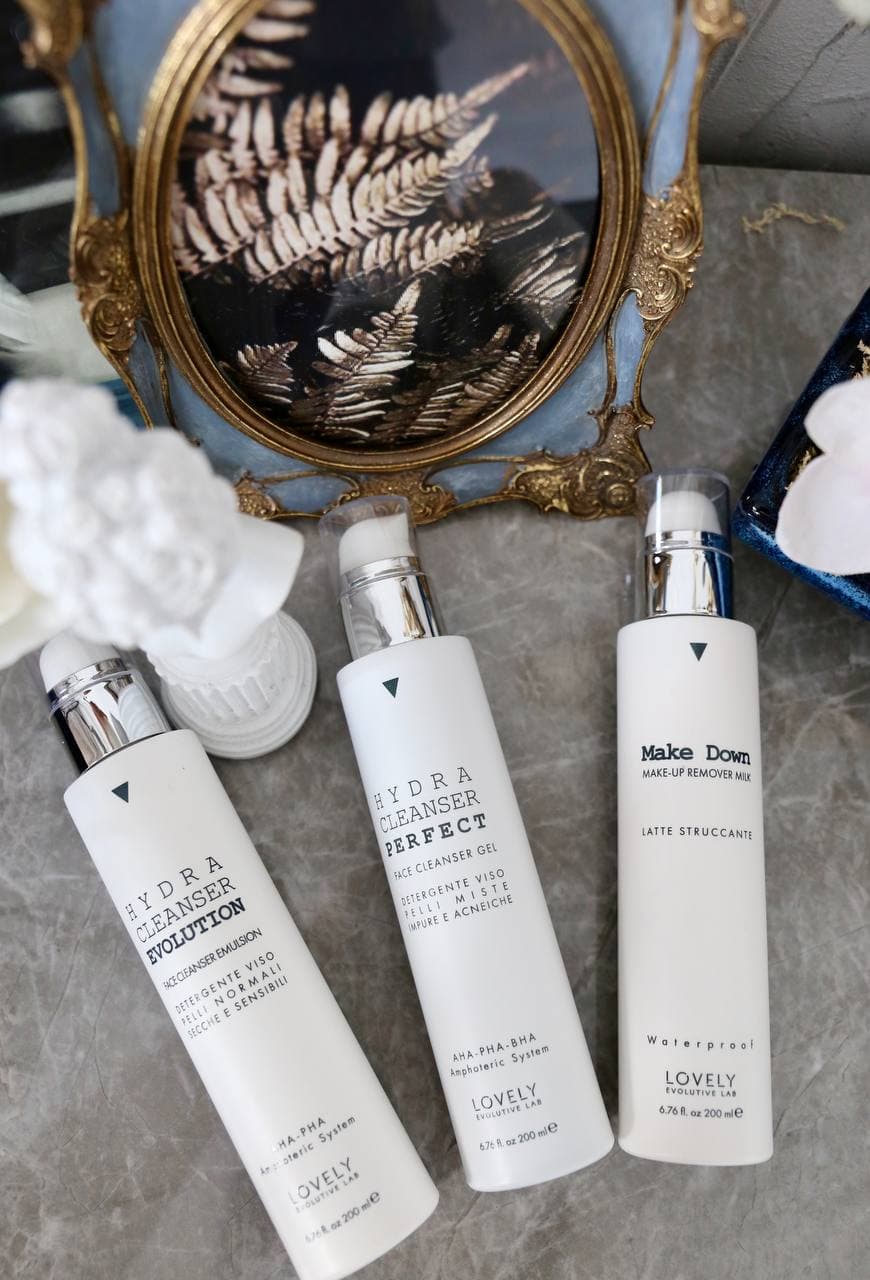 HYDRA
CLEANSER
EVOLUTION
FACE CLEANSER EMULSION
DETERGENTE VISO
PELLI NORMALI
SECCHE E SENSIBILI
AHA-PHA
Amphoteric System
LOVELY
EVOLUTIVE LAB
6.76 fl. oz 200 ml e
HYDRA
CLEANSER
PERFECT
FACE CLEANSER GEL
DETERGENTE VISO
PELLI MISTE
IMPURE E ACNEICHE
AHA-PHA-BHA
Amphoteric System
LOVELY
EVOLUTIVE LAB
6.76 fl. oz 200 ml e
Make Down
MAKE-UP REMOVER MILK
LATTE STRUCCANTE
Waterproof
LOVELY
EVOLUTIVE LAB
6.76 fl. oz 200 ml e